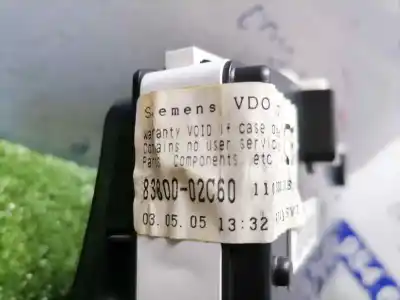 Siemens VDO
warranty VOID if case
Contains no user
Parts, Components, etc
83800-02C60
03.05.05 13:32